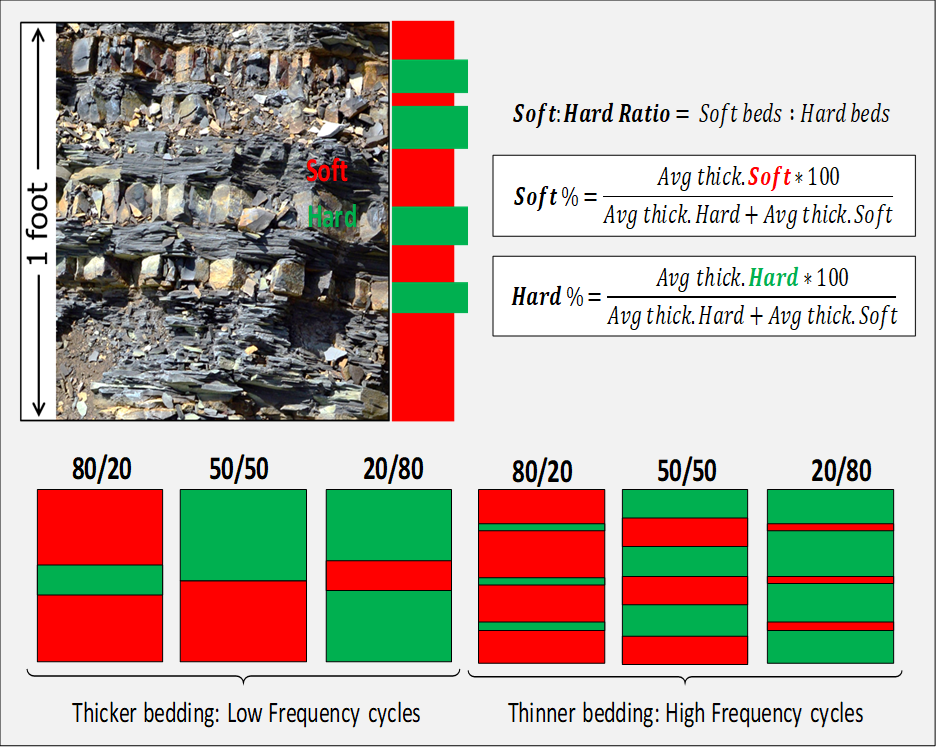 1 foot
Soft
Hard
Soft:Hard Ratio = Soft beds : Hard beds
Soft % = Avg thick.Soft * 100
Avg thick.Hard + Avg thick.Soft
Hard % = Avg thick.Hard * 100
Avg thick.Hard + Avg thick.Soft
80/20 50/50 20/80 80/20 50/50 20/80
Thicker bedding: Low Frequency cycles
Thinner bedding: High Frequency cycles